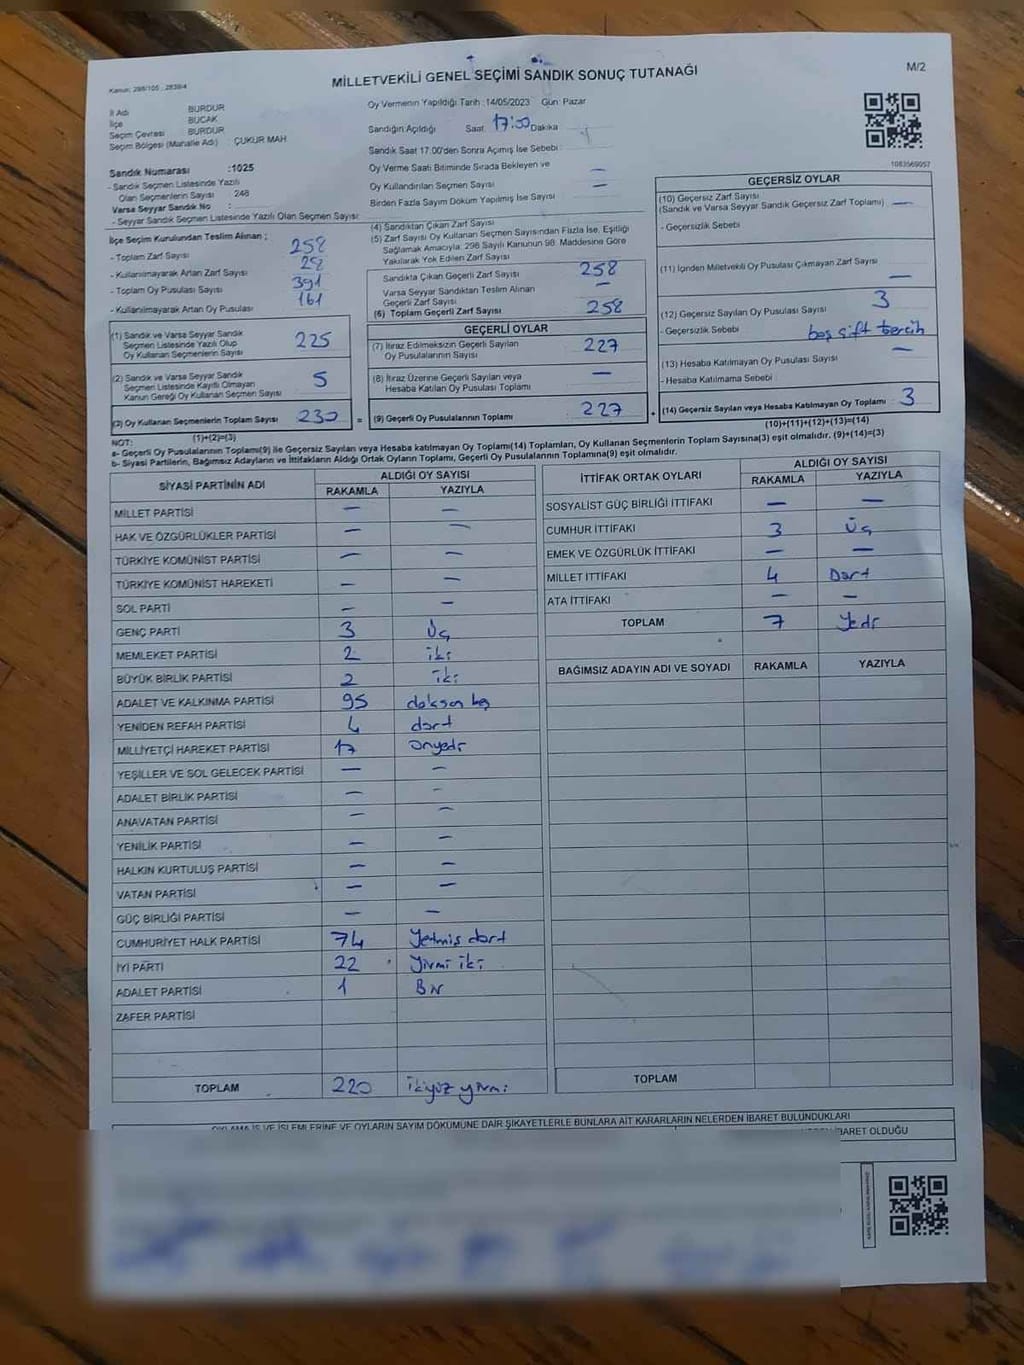 M/2
MİLLETVEKİLİ GENEL SEÇİMİ SANDIK SONUÇ TUTANAĞI
Kanun: 298/105 , 2839/4
İl Adı BURDUR
İlçe BUCAK
Seçim Çevresi BURDUR
Seçim Bölgesi (Mahalle Adı) : ÇUKUR MAH
Sandık Numarası :1025
- Sandık Seçmen Listesinde Yazılı
Olan Seçmenlerin Sayısı 248
Varsa Seyyar Sandık No :
- Seyyar Sandık Seçmen Listesinde Yazılı Olan Seçmen Sayısı:
Oy Vermenin Yapıldığı Tarih :14/05/2023 Gün: Pazar
Sandığın Açıldığı Saat: 17:00 Dakika
Sandık Saat 17:00'den Sonra Açımış İse Sebebi:
Oy Verme Saati Bitiminde Sırada Bekleyen ve —
Oy Kullandırılan Seçmen Sayısı —
Birden Fazla Sayım Döküm Yapılmış İse Sayısı
1083569057
İlçe Seçim Kurulundan Teslim Alınan ;
- Toplam Zarf Sayısı 258
- Kullanılmayarak Artan Zarf Sayısı 28
- Toplam Oy Pusulası Sayısı 391
- Kullanılmayarak Artan Oy Pusulası 161
(1) Sandık ve Varsa Seyyar Sandık
Seçmen Listesinde Yazılı Olup
Oy Kullanan Seçmenlerin Sayısı 225
(2) Sandık ve Varsa Seyyar Sandık
Seçmen Listesinde Kayıtlı Olmayan
Kanun Gereği Oy Kullanan Seçmen Sayısı 5
(3) Oy Kullanan Seçmenlerin Toplam Sayısı 230 =
(1)+(2)=(3)
(4) Sandıktan Çıkan Zarf Sayısı
(5) Zarf Sayısı Oy Kullanan Seçmen Sayısından Fazla İse, Eşitliği
Sağlamak Amacıyla; 298 Sayılı Kanunun 98. Maddesine Göre
Yakılarak Yok Edilen Zarf Sayısı
Sandıkta Çıkan Geçerli Zarf Sayısı 258
Varsa Seyyar Sandıktan Teslim Alınan
Geçerli Zarf Sayısı —
(6) Toplam Geçerli Zarf Sayısı 258
GEÇERLİ OYLAR
(7) İtiraz Edilmeksizin Geçerli Sayılan
Oy Pusulalarının Sayısı 227
(8) İtiraz Üzerine Geçerli Sayılan veya
Hesaba Katılan Oy Pusulası Toplamı —
(9) Geçerli Oy Pusulalarının Toplamı 227 +
GEÇERSİZ OYLAR
(10) Geçersiz Zarf Sayısı
(Sandık ve Varsa Seyyar Sandık Geçersiz Zarf Toplamı) —
- Geçersizlik Sebebi
(11) İçinden Milletvekili Oy Pusulası Çıkmayan Zarf Sayısı —
(12) Geçersiz Sayılan Oy Pusulası Sayısı 3
- Geçersizlik Sebebi boş çift tercih
(13) Hesaba Katılmayan Oy Pusulası Sayısı —
- Hesaba Katılmama Sebebi
(14) Geçersiz Sayılan veya Hesaba Katılmayan Oy Toplamı : 3
(10)+(11)+(12)+(13)=(14)
NOT:
a- Geçerli Oy Pusulalarının Toplamı(9) ile Geçersiz Sayılan veya Hesaba katılmayan Oy Toplamı(14) Toplamları, Oy Kullanan Seçmenlerin Toplam Sayısına(3) eşit olmalıdır. (9)+(14)=(3)
b- Siyasi Partilerin, Bağımsız Adayların ve İttifakların Aldığı Ortak Oyların Toplamı, Geçerli Oy Pusulalarının Toplamına(9) eşit olmalıdır.
SİYASİ PARTİNİN ADI ALDIĞI OY SAYISI
RAKAMLA YAZIYLA
MİLLET PARTİSİ — —
HAK VE ÖZGÜRLÜKLER PARTİSİ — —
TÜRKİYE KOMÜNİST PARTİSİ — —
TÜRKİYE KOMÜNİST HAREKETİ — —
SOL PARTİ — —
GENÇ PARTİ 3 Üç
MEMLEKET PARTİSİ 2 iki
BÜYÜK BİRLİK PARTİSİ 2 iki
ADALET VE KALKINMA PARTİSİ 95 doksan beş
YENİDEN REFAH PARTİSİ 4 dört
MİLLİYETÇİ HAREKET PARTİSİ 17 Onyedi
YEŞİLLER VE SOL GELECEK PARTİSİ — —
ADALET BİRLİK PARTİSİ — —
ANAVATAN PARTİSİ — —
YENİLİK PARTİSİ — —
HALKIN KURTULUŞ PARTİSİ — —
VATAN PARTİSİ — —
GÜÇ BİRLİĞİ PARTİSİ — —
CUMHURİYET HALK PARTİSİ 74 Yetmiş dört
İYİ PARTİ 22 Yirmi iki
ADALET PARTİSİ 1 Bir
ZAFER PARTİSİ
TOPLAM 220 ikiyüz yirmi
İTTİFAK ORTAK OYLARI ALDIĞI OY SAYISI
RAKAMLA YAZIYLA
SOSYALİST GÜÇ BİRLİĞİ İTTİFAKI — —
CUMHUR İTTİFAKI 3 Üç
EMEK VE ÖZGÜRLÜK İTTİFAKI — —
MİLLET İTTİFAKI 4 Dört
ATA İTTİFAKI — —
TOPLAM 7 Yedi
BAĞIMSIZ ADAYIN ADI VE SOYADI RAKAMLA YAZIYLA
TOPLAM
İŞ VE İŞLEMLERİNE VE OYLARIN SAYIM DÖKÜMÜNE DAİR ŞİKAYETLERLE BUNLARA AİT KARARLARIN NELERDEN İBARET BULUNDUKLARI
İBARET OLDUĞU